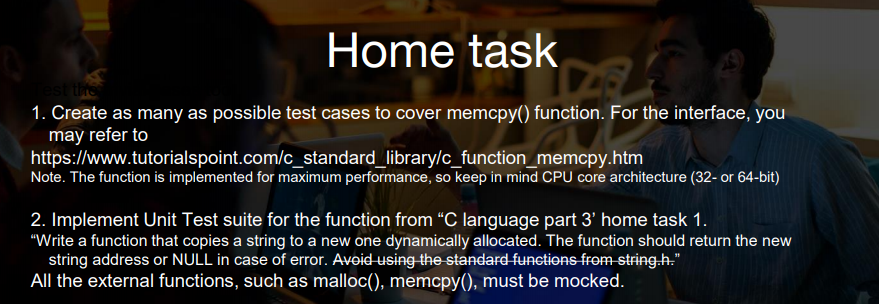 Home task
Test the
1. Create as many as possible test cases to cover memcpy() function. For the interface, you
may refer to
https://www.tutorialspoint.com/c_standard_library/c_function_memcpy.htm
Note. The function is implemented for maximum performance, so keep in mind CPU core architecture (32- or 64-bit)
2. Implement Unit Test suite for the function from “C language part 3’ home task 1.
“Write a function that copies a string to a new one dynamically allocated. The function should return the new
string address or NULL in case of error. Avoid using the standard functions from string.h.”
All the external functions, such as malloc(), memcpy(), must be mocked.